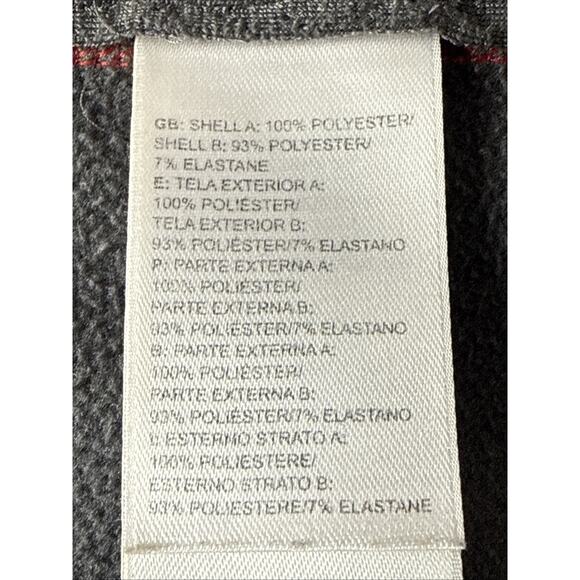 GB: SHELL A: 100% POLYESTER/
SHELL B: 93% POLYESTER/
7% ELASTANE
E: TELA EXTERIOR A:
100% POLIÉSTER/
TELA EXTERIOR B:
93% POLIÉSTER/7% ELASTANO
P: PARTE EXTERNA A:
100% POLIÉSTER/
PARTE EXTERNA B:
93% POLIÉSTER/7% ELASTANO
B: PARTE EXTERNA A:
100% POLIÉSTER/
PARTE EXTERNA B:
93% POLIÉSTER/7% ELASTANO
I: ESTERNO STRATO A:
100% POLIESTERE/
ESTERNO STRATO B:
93% POLIESTERE/7% ELASTANE